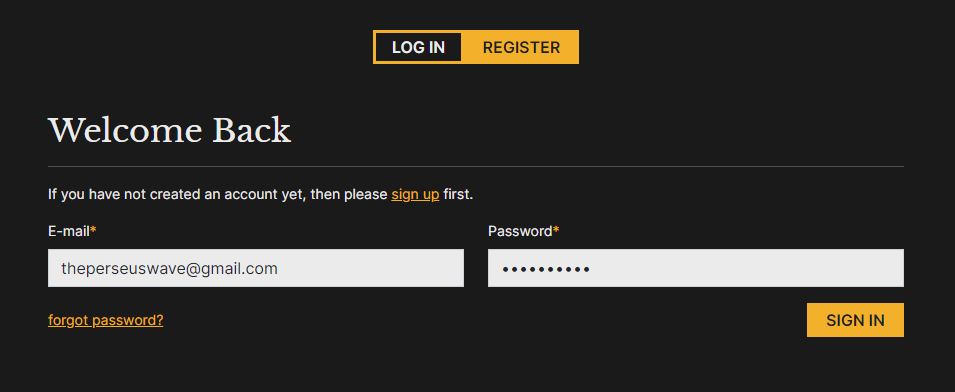 LOG IN REGISTER
Welcome Back
If you have not created an account yet, then please sign up first.
E-mail* Password*
theperseuswave@gmail.com ••••••••••
forgot password? SIGN IN